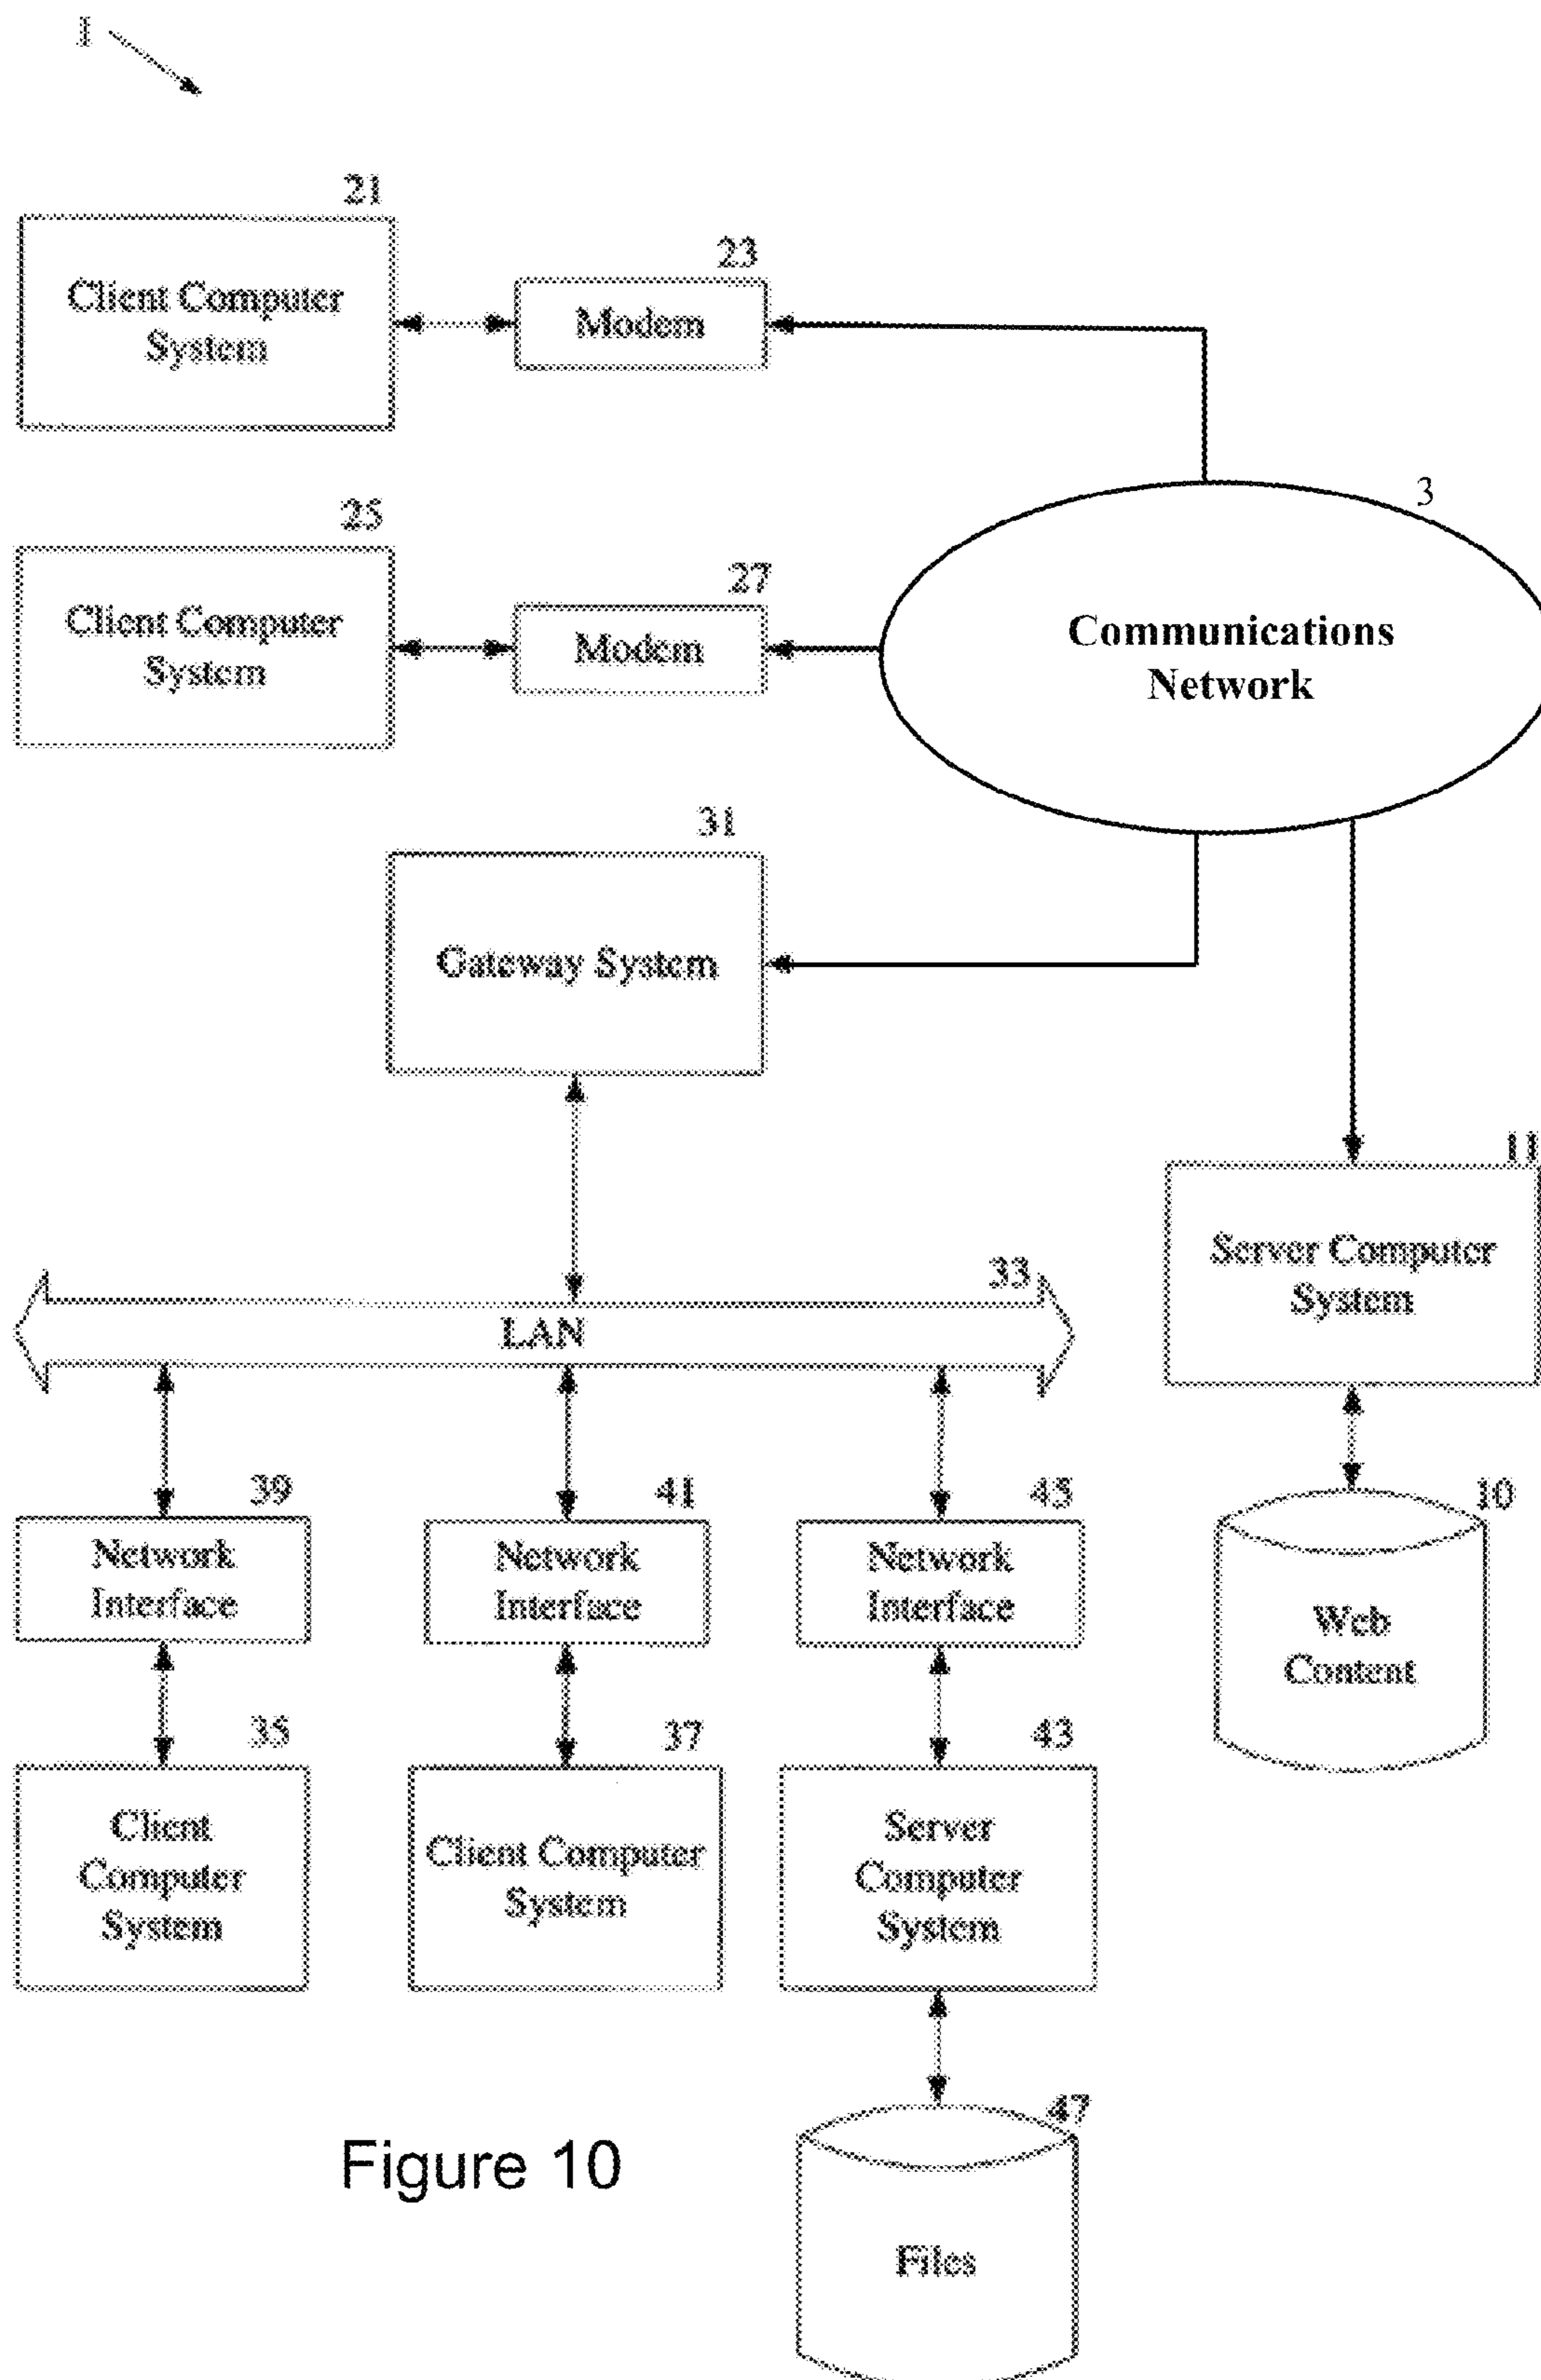 1
21
Client Computer
System
23
Modem
3
Communications
Network
25
Client Computer
System
27
Modem
31
Gateway System
11
Server Computer
System
33
LAN
10
Web
Content
39
Network
Interface
41
Network
Interface
45
Network
Interface
35
Client
Computer
System
37
Client Computer
System
43
Server
Computer
System
47
Files
Figure 10